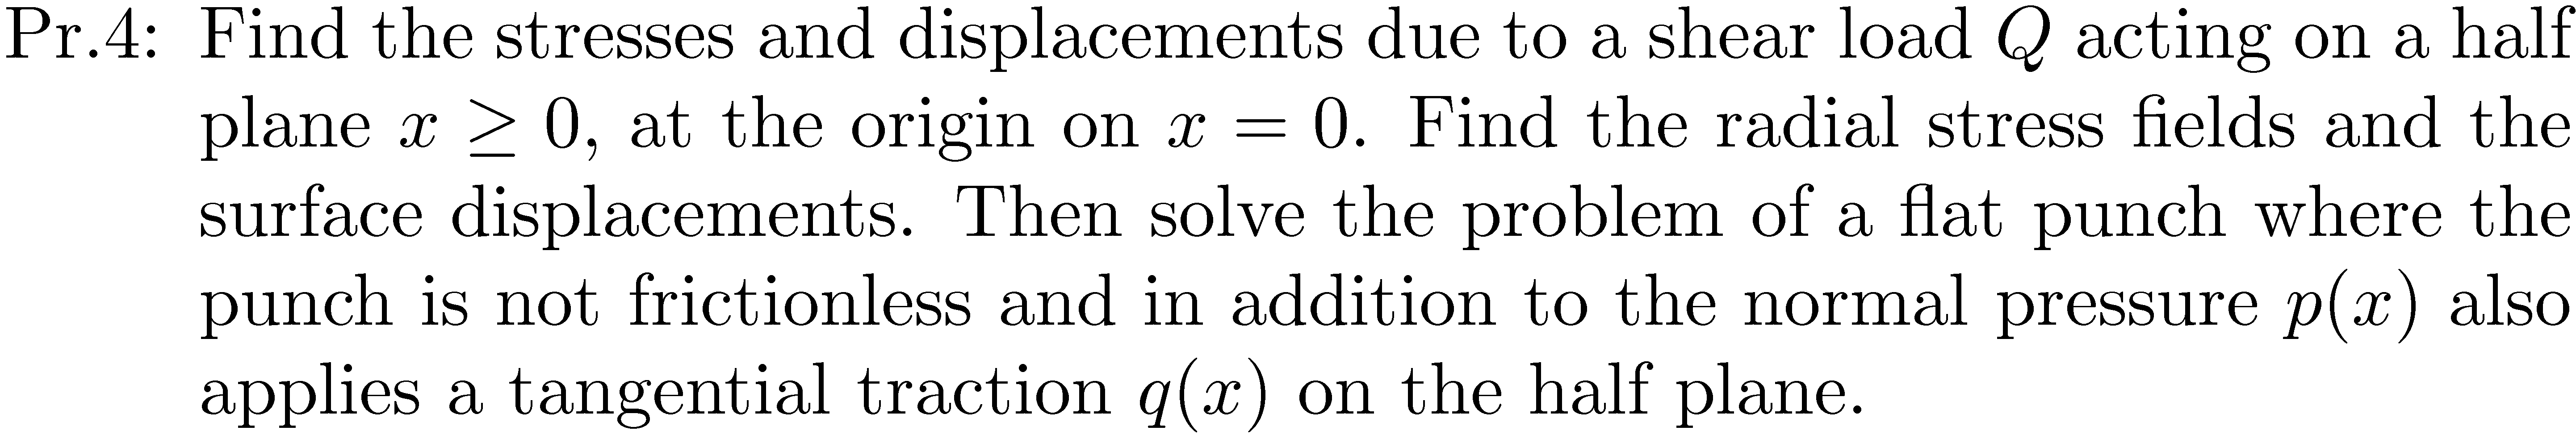 Pr.4: Find the stresses and displacements due to a shear load Q acting on a half
plane x ≥ 0, at the origin on x = 0. Find the radial stress fields and the
surface displacements. Then solve the problem of a flat punch where the
punch is not frictionless and in addition to the normal pressure p(x) also
applies a tangential traction q(x) on the half plane.